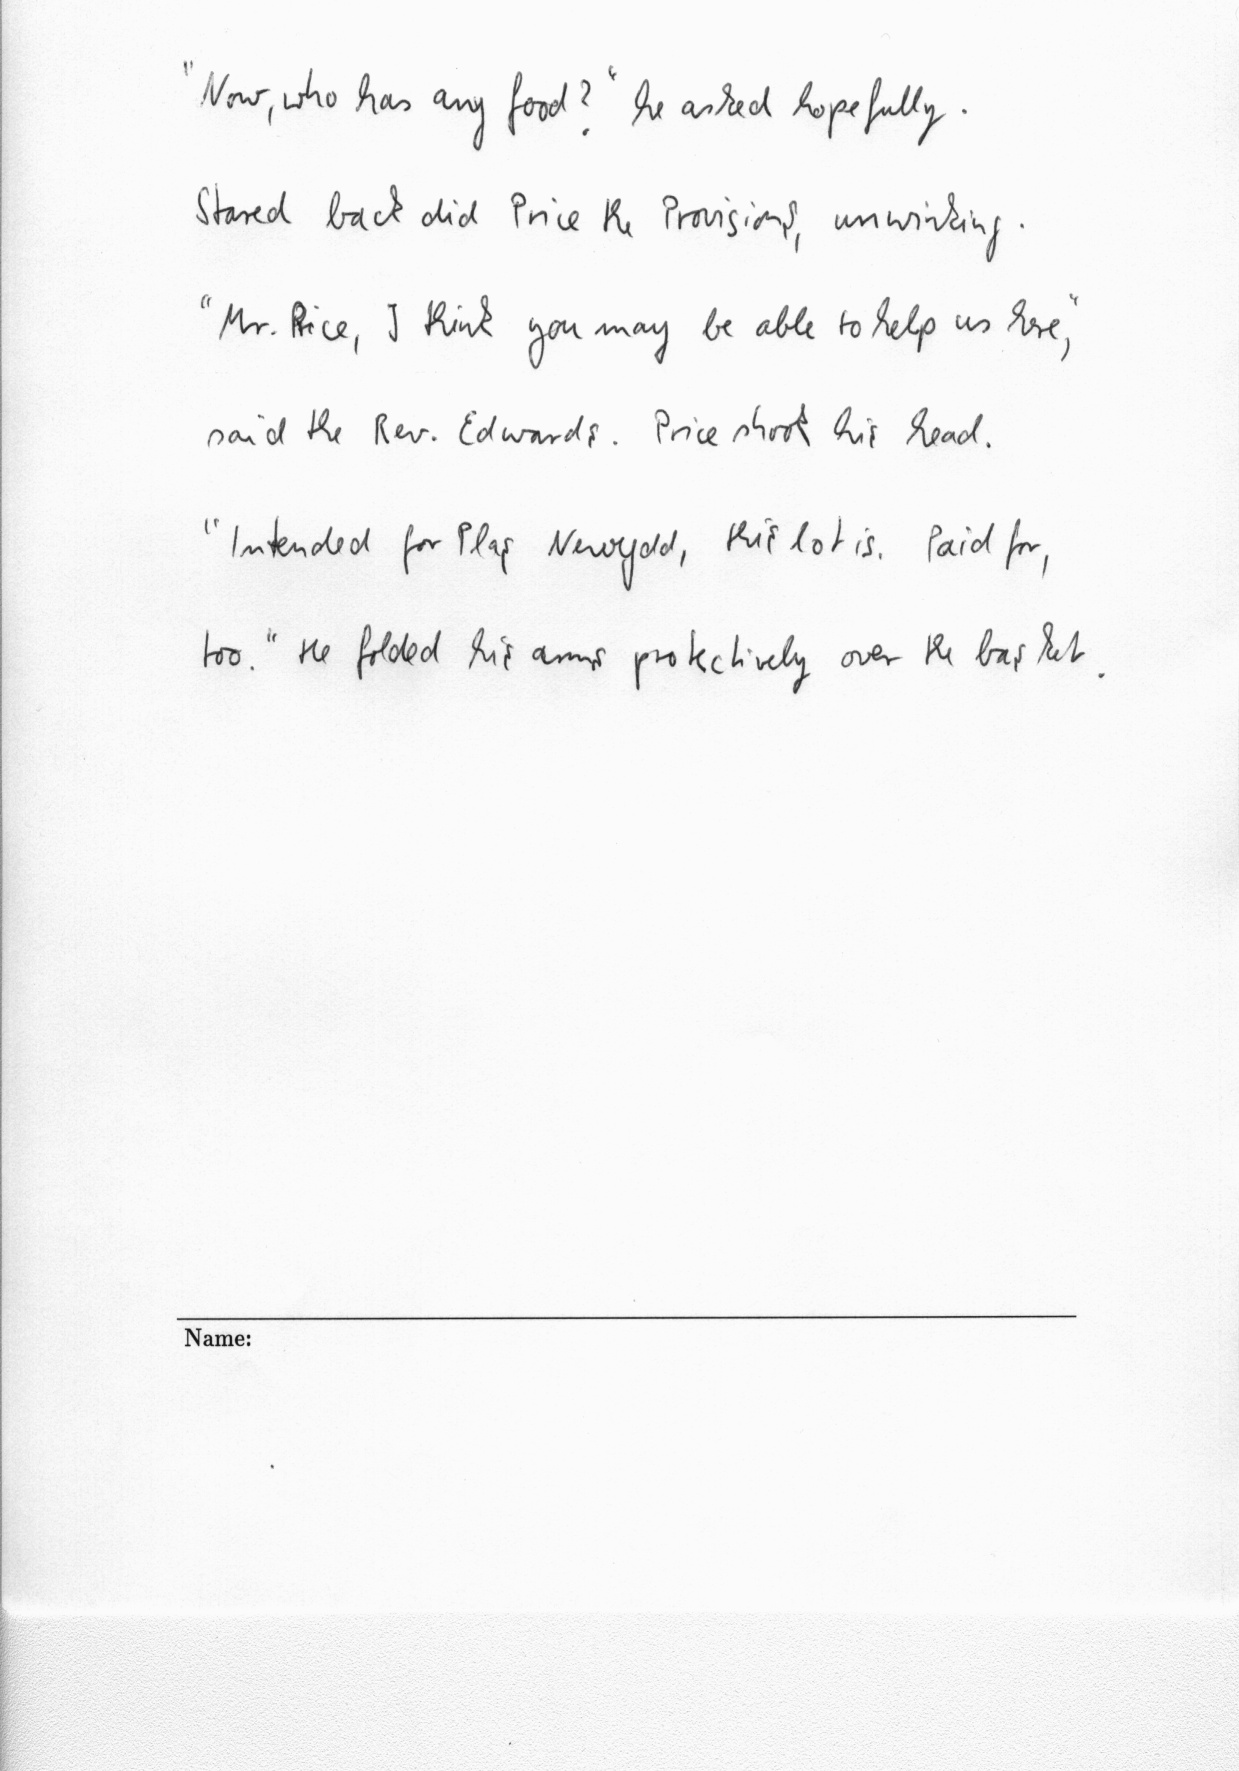 "Now, who has any food?" he asked hopefully.
Stared back did Price the Provisions, unwinking.
"Mr. Price, I think you may be able to help us here,"
said the Rev. Edwards. Price shook his head.
"Intended for Plas Newydd, this lot is. Paid for,
too." He folded his arms protectively over the basket.
Name: